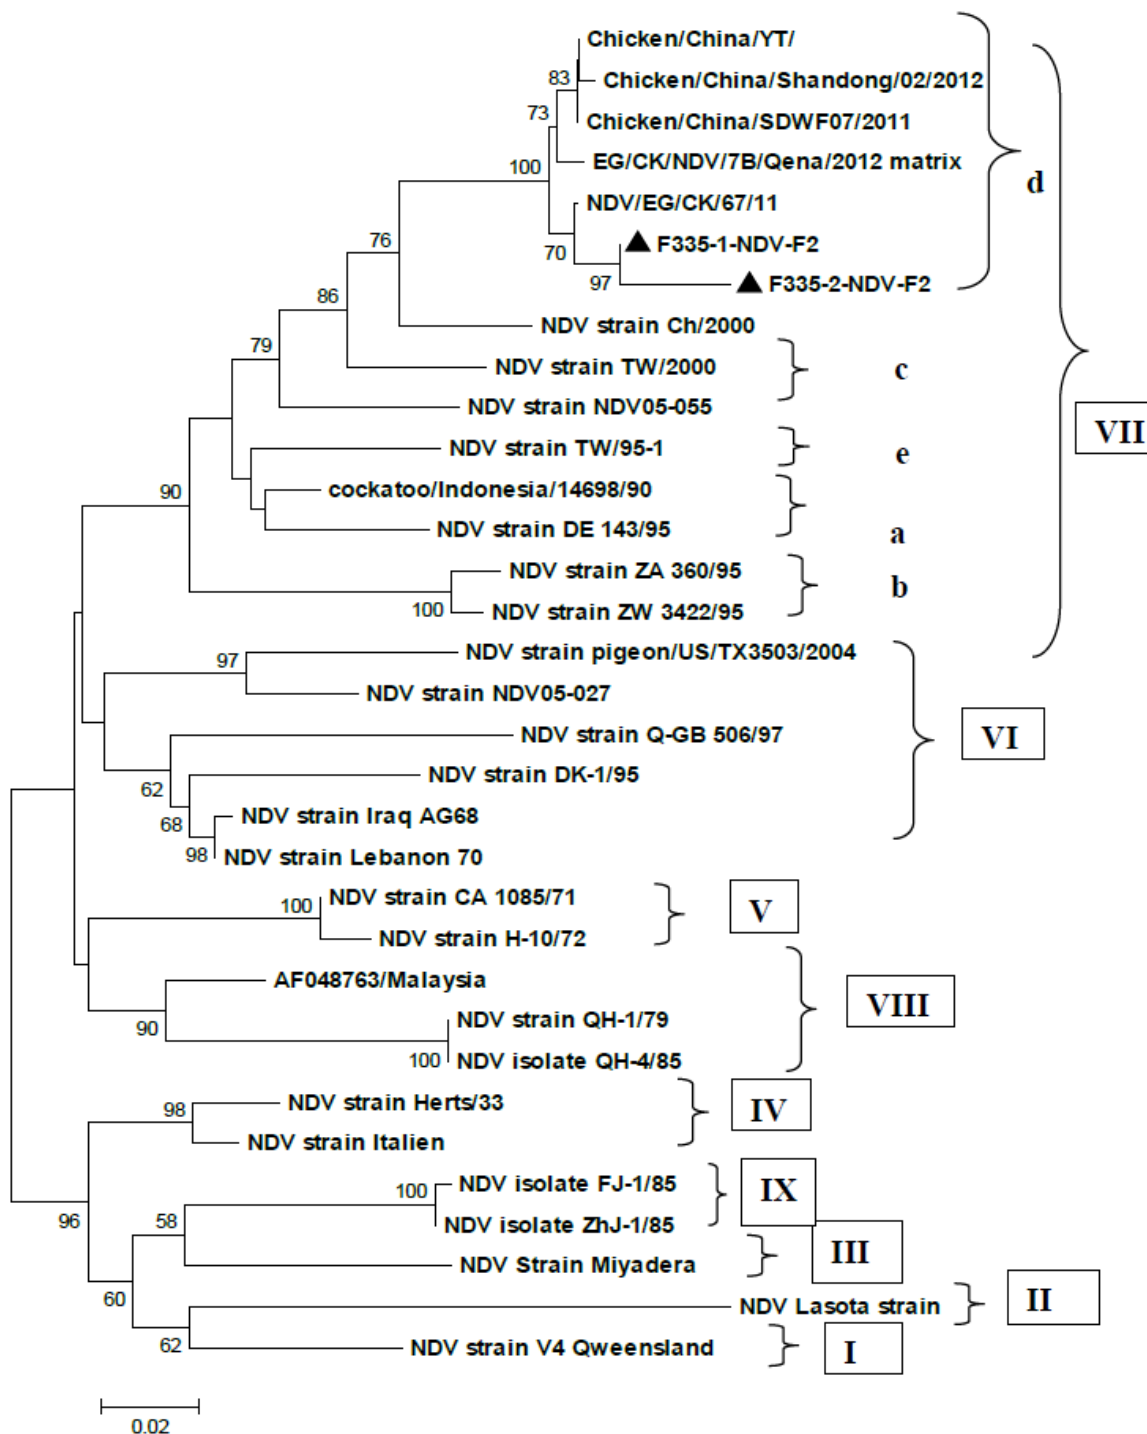 Chicken/China/YT/
83
Chicken/China/Shandong/02/2012
73
Chicken/China/SDWF07/2011
100
EG/CK/NDV/7B/Qena/2012 matrix
d
NDV/EG/CK/67/11
76
70
F335-1-NDV-F2
97
F335-2-NDV-F2
86
NDV strain Ch/2000
79
NDV strain TW/2000
c
NDV strain NDV05-055
VII
NDV strain TW/95-1
e
90
cockatoo/Indonesia/14698/90
NDV strain DE 143/95
a
NDV strain ZA 360/95
b
100
NDV strain ZW 3422/95
97
NDV strain pigeon/US/TX3503/2004
NDV strain NDV05-027
NDV strain Q-GB 506/97
VI
62
NDV strain DK-1/95
68
NDV strain Iraq AG68
98
NDV strain Lebanon 70
100
NDV strain CA 1085/71
V
NDV strain H-10/72
AF048763/Malaysia
VIII
90
NDV strain QH-1/79
100
NDV isolate QH-4/85
98
NDV strain Herts/33
IV
NDV strain Italien
100
NDV isolate FJ-1/85
IX
96
58
NDV isolate ZhJ-1/85
III
NDV Strain Miyadera
60
NDV Lasota strain
II
62
NDV strain V4 Qweensland
I
0.02